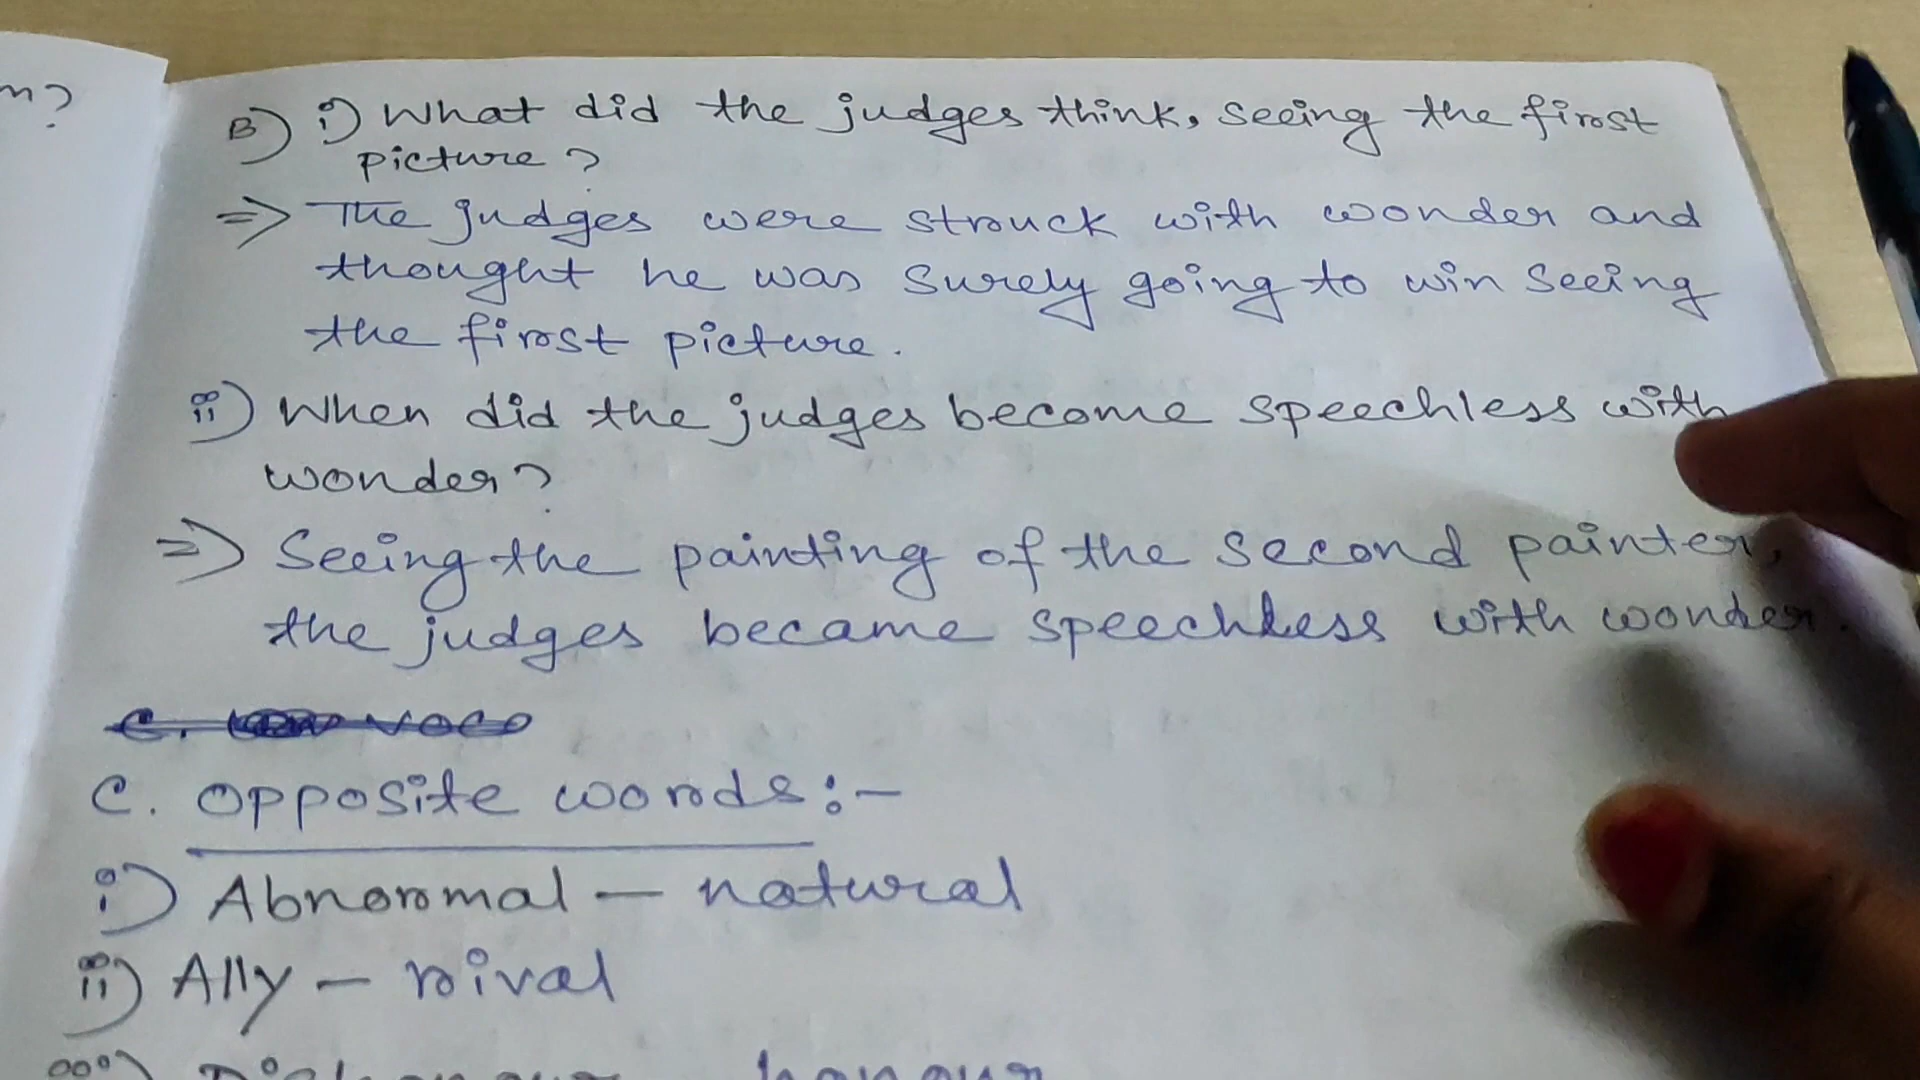 B) i) What did the judges think, seeing the first
picture?
=> The judges were struck with wonder and
thought he was surely going to win seeing
the first picture.
ii) When did the judges become speechless with
wonder?
=> Seeing the painting of the second painter,
the judges became speechless with wonder.
C. Opposite words:-
i) Abnormal — natural
ii) Ally — rival
iii)